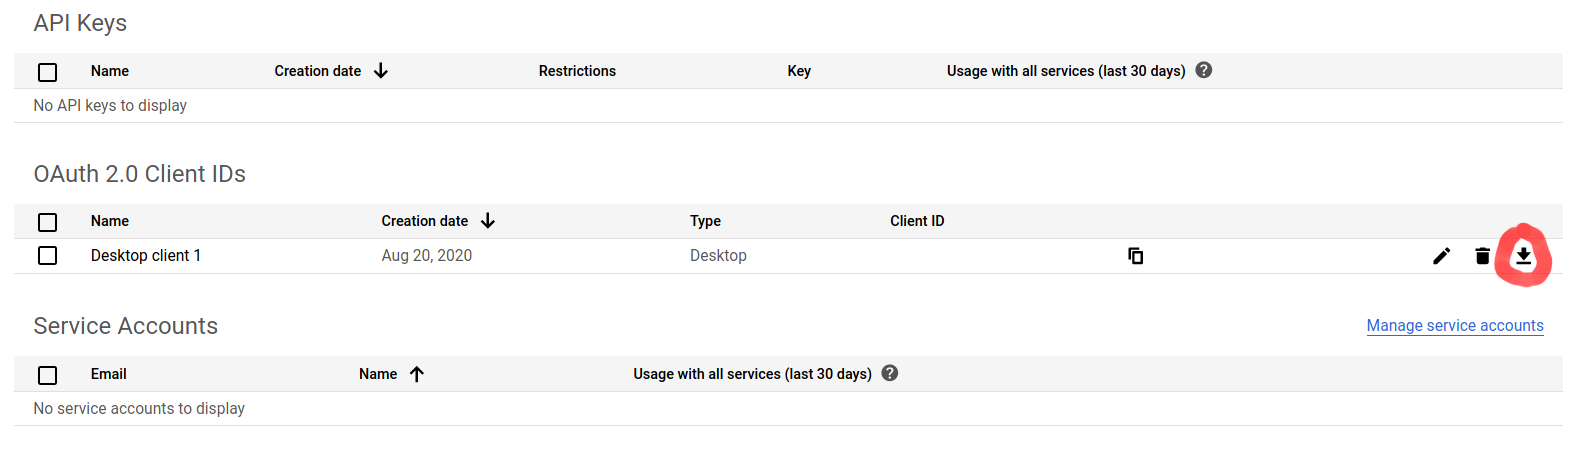 API Keys
Name Creation date Restrictions Key Usage with all services (last 30 days)
No API keys to display
OAuth 2.0 Client IDs
Name Creation date Type Client ID
Desktop client 1 Aug 20, 2020 Desktop
Service Accounts Manage service accounts
Email Name Usage with all services (last 30 days)
No service accounts to display